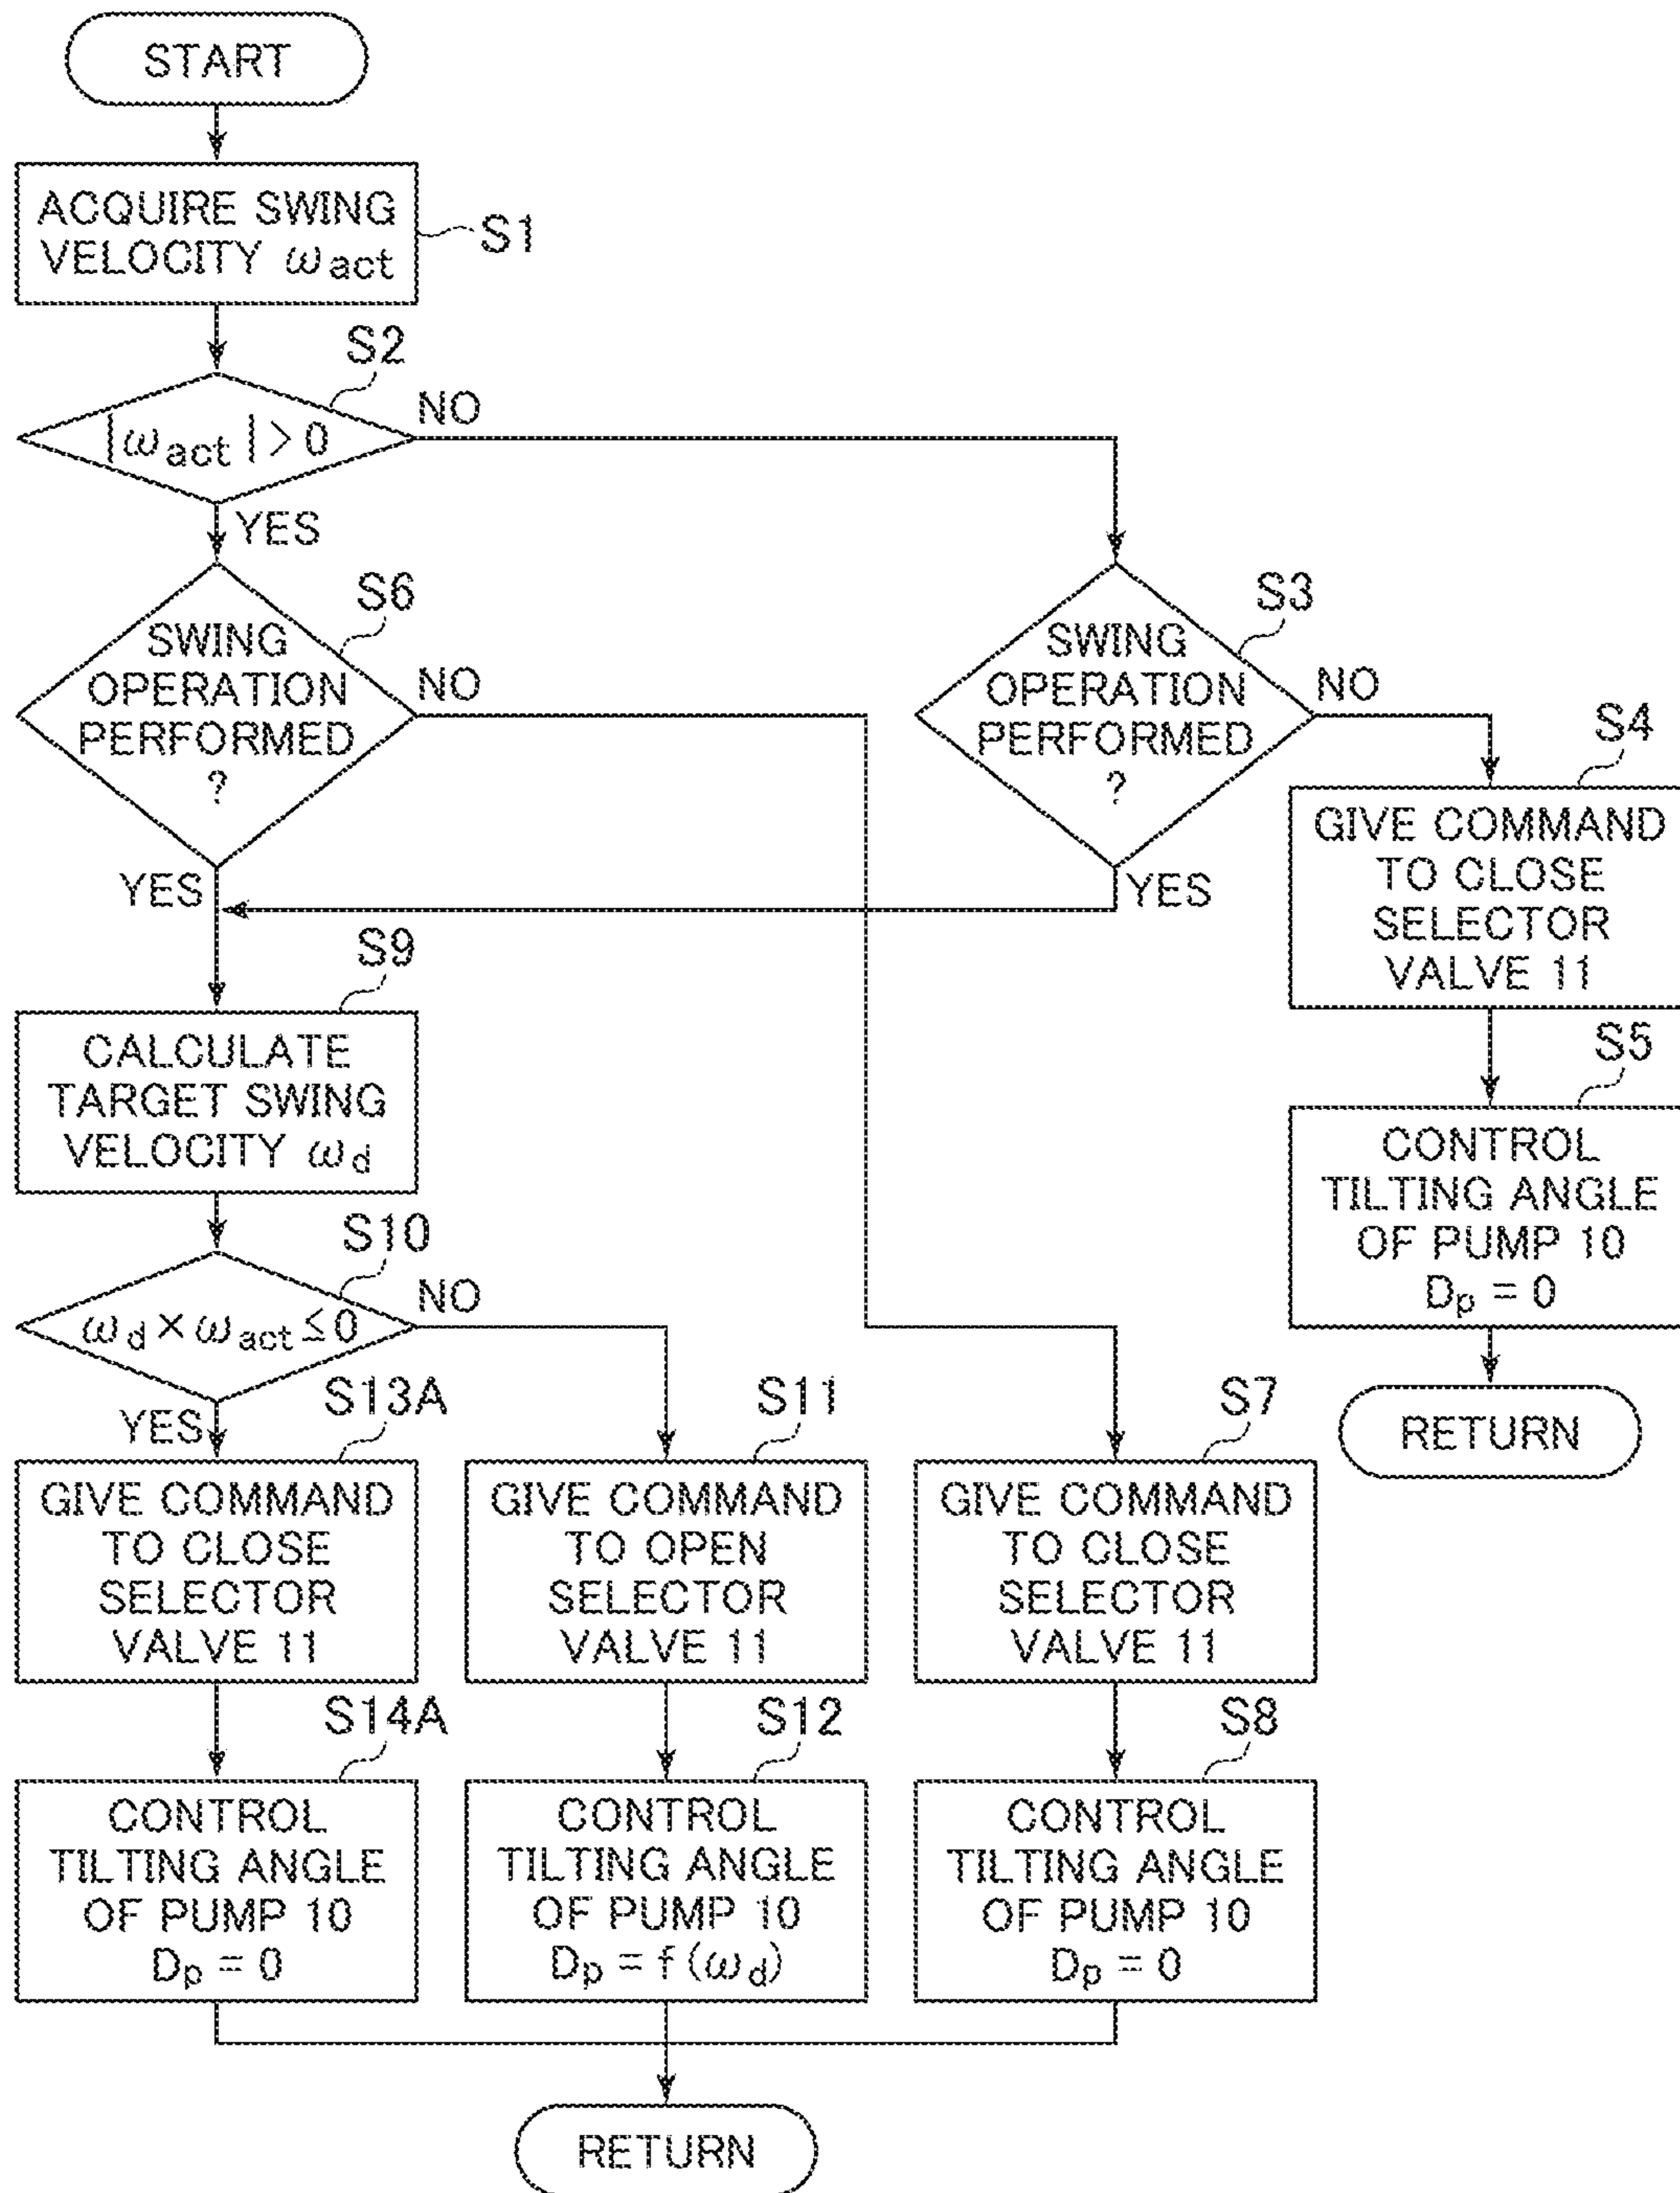 START
ACQUIRE SWING
VELOCITY ωact
S1
S2
|ωact| > 0
NO
YES
S6
SWING
OPERATION
PERFORMED
?
NO
YES
S3
SWING
OPERATION
PERFORMED
?
NO
YES
S4
GIVE COMMAND
TO CLOSE
SELECTOR
VALVE 11
S5
CONTROL
TILTING ANGLE
OF PUMP 10
Dp = 0
RETURN
S9
CALCULATE
TARGET SWING
VELOCITY ωd
S10
ωd × ωact ≤ 0
NO
YES
S13A
GIVE COMMAND
TO CLOSE
SELECTOR
VALVE 11
S11
GIVE COMMAND
TO OPEN
SELECTOR
VALVE 11
S7
GIVE COMMAND
TO CLOSE
SELECTOR
VALVE 11
S14A
CONTROL
TILTING ANGLE
OF PUMP 10
Dp = 0
S12
CONTROL
TILTING ANGLE
OF PUMP 10
Dp = f (ωd)
S8
CONTROL
TILTING ANGLE
OF PUMP 10
Dp = 0
RETURN